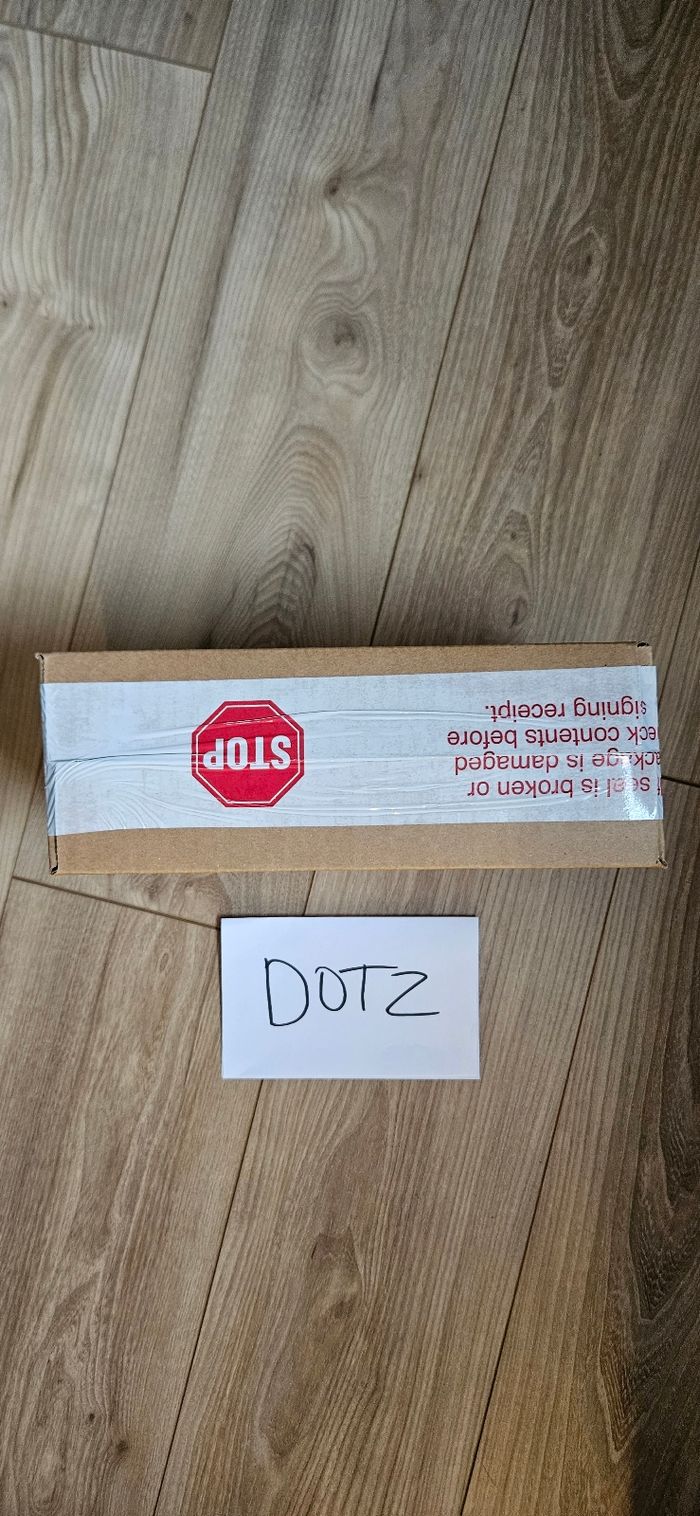 STOP
seal is broken or
is damaged
contents before
signing receipt.
DOTZ